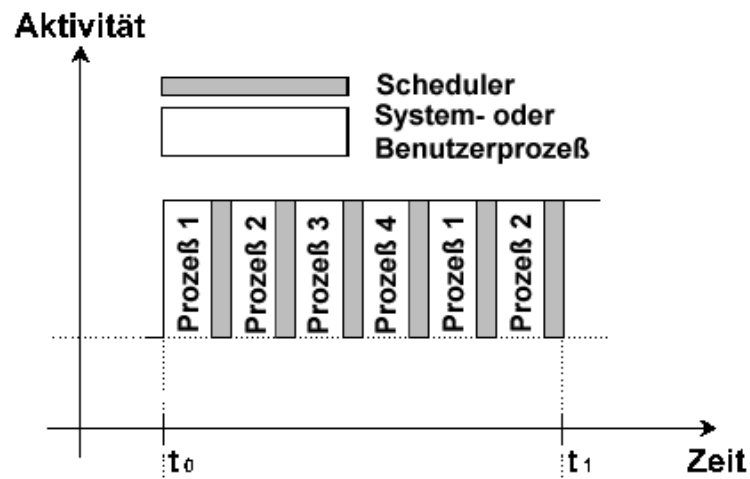 Aktivität
Scheduler
System- oder
Benutzerprozeß
Prozeß 1
Prozeß 2
Prozeß 3
Prozeß 4
Prozeß 1
Prozeß 2
t0
t1
Zeit